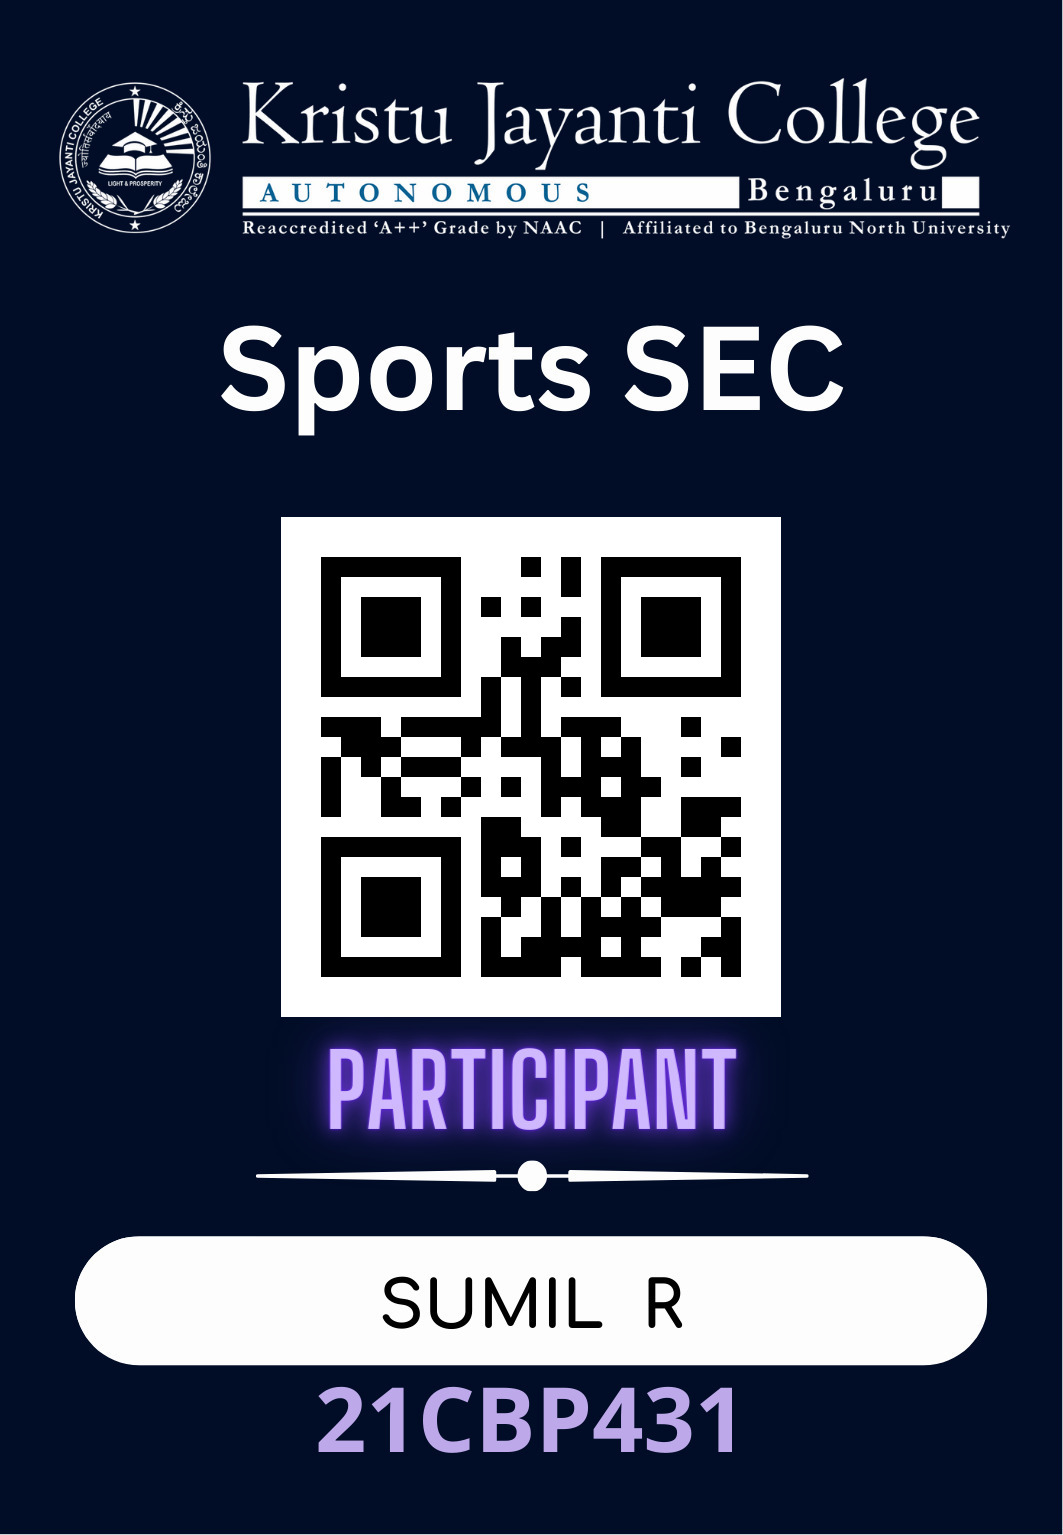 KRISTU JAYANTI COLLEGE
ಕ್ರಿಸ್ತು ಜಯಂತಿ ಕಾಲೇಜು
LIGHT & PROSPERITY
Kristu Jayanti College
AUTONOMOUS Bengaluru
Reaccredited ‘A++’ Grade by NAAC | Affiliated to Bengaluru North University
Sports SEC
PARTICIPANT
SUMIL R
21CBP431